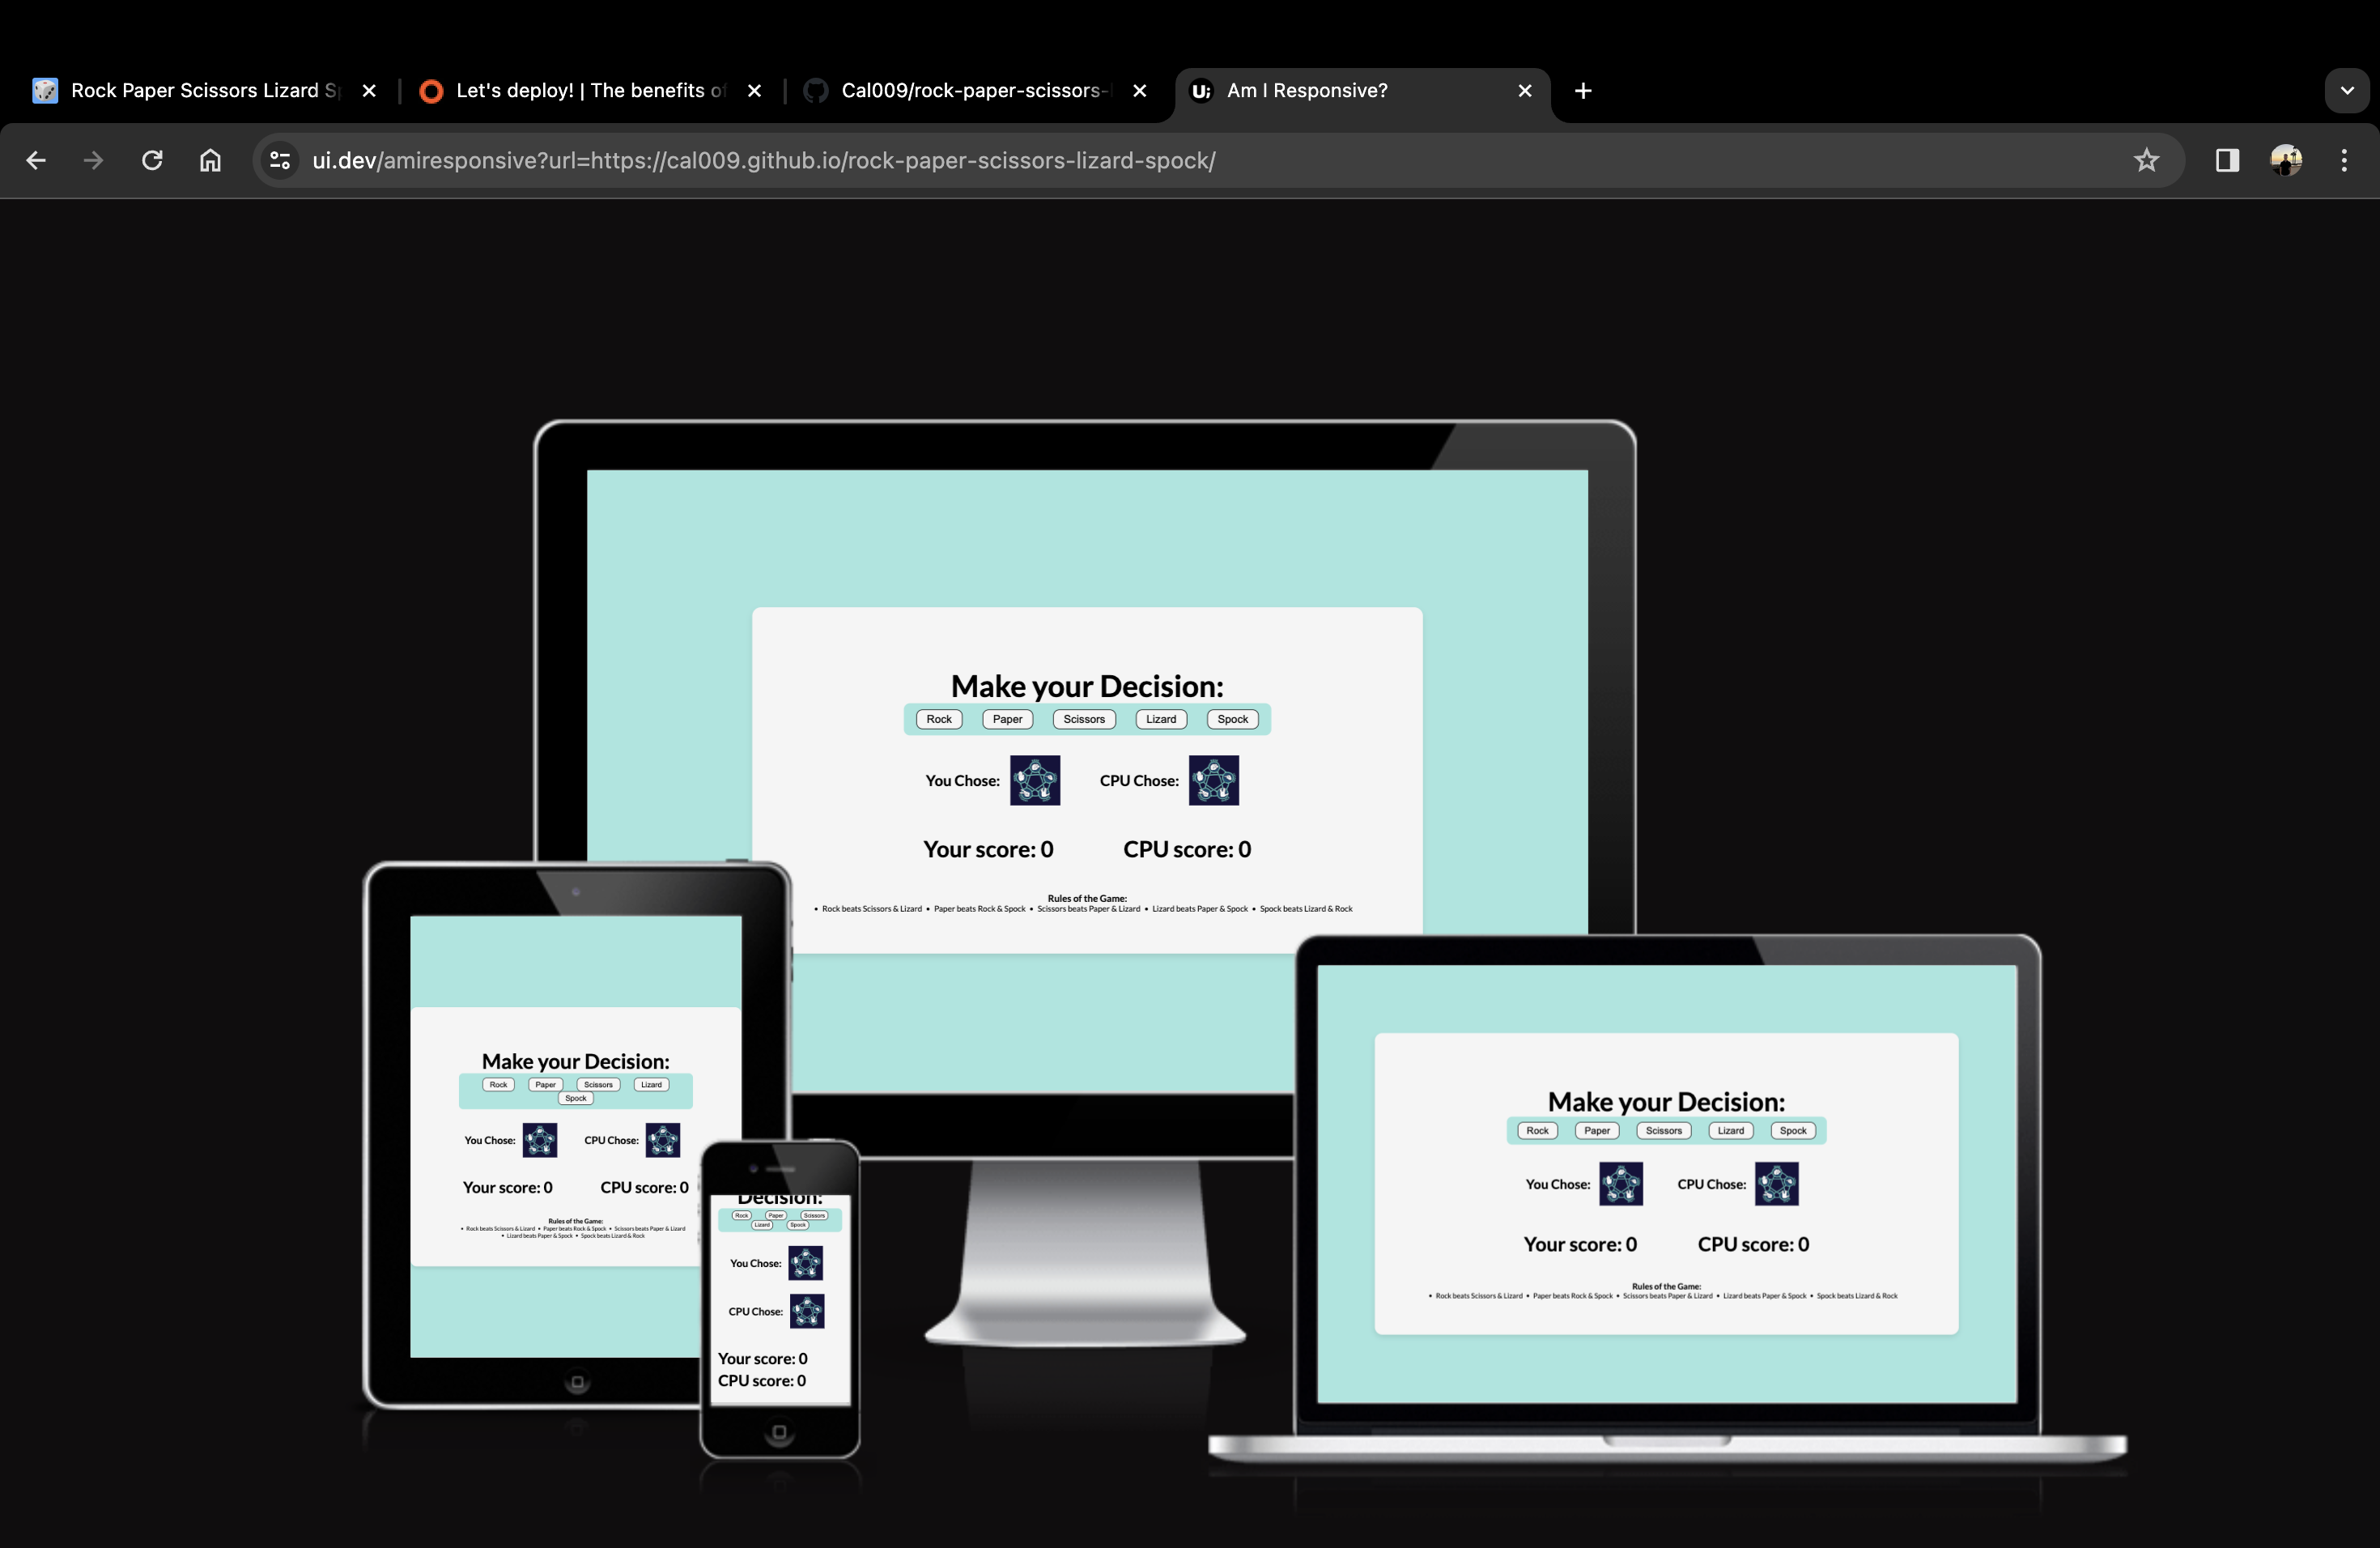 Rock Paper Scissors Lizard S
Let's deploy! | The benefits of
Cal009/rock-paper-scissors-
Am I Responsive?
ui.dev/amiresponsive?url=https://cal009.github.io/rock-paper-scissors-lizard-spock/
Make your Decision:
Rock Paper Scissors Lizard Spock
You Chose: CPU Chose:
Your score: 0 CPU score: 0
Rules of the Game:
• Rock beats Scissors & Lizard • Paper beats Rock & Spock • Scissors beats Paper & Lizard • Lizard beats Paper & Spock • Spock beats Lizard & Rock
Make your Decision:
Rock Paper Scissors Lizard
Spock
You Chose: CPU Chose:
Your score: 0 CPU score: 0
Rules of the Game:
• Rock beats Scissors & Lizard • Paper beats Rock & Spock • Scissors beats Paper & Lizard
• Lizard beats Paper & Spock • Spock beats Lizard & Rock
Decision:
Rock Paper Scissors
Lizard Spock
You Chose:
CPU Chose:
Your score: 0
CPU score: 0
Make your Decision:
Rock Paper Scissors Lizard Spock
You Chose: CPU Chose:
Your score: 0 CPU score: 0
Rules of the Game:
• Rock beats Scissors & Lizard • Paper beats Rock & Spock • Scissors beats Paper & Lizard • Lizard beats Paper & Spock • Spock beats Lizard & Rock